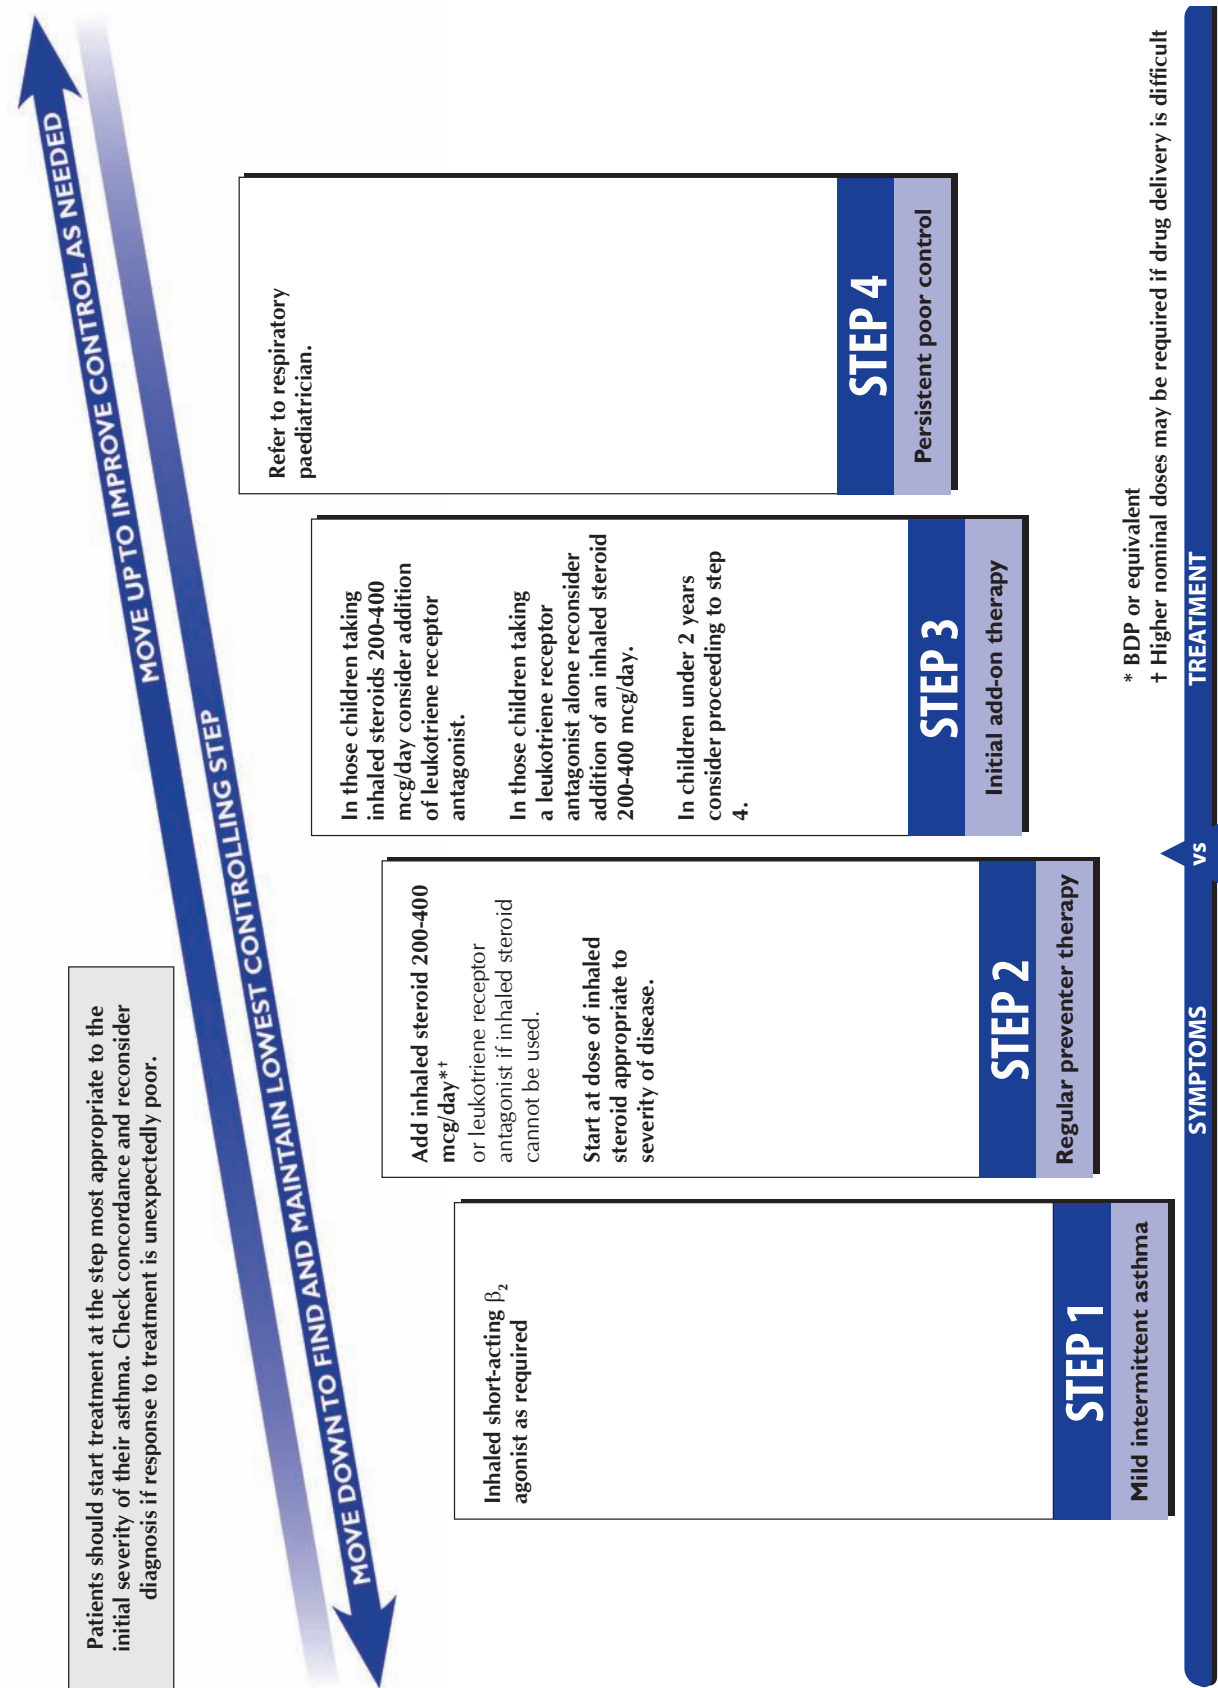 Patients should start treatment at the step most appropriate to the
initial severity of their asthma. Check concordance and reconsider
diagnosis if response to treatment is unexpectedly poor.
MOVE UP TO IMPROVE CONTROL AS NEEDED
MOVE DOWN TO FIND AND MAINTAIN LOWEST CONTROLLING STEP
Inhaled short-acting β₂
agonist as required
STEP 1
Mild intermittent asthma
Add inhaled steroid 200-400
mcg/day*†
or leukotriene receptor
antagonist if inhaled steroid
cannot be used.
Start at dose of inhaled
steroid appropriate to
severity of disease.
STEP 2
Regular preventer therapy
In those children taking
inhaled steroids 200-400
mcg/day consider addition
of leukotriene receptor
antagonist.
In those children taking
a leukotriene receptor
antagonist alone reconsider
addition of an inhaled steroid
200-400 mcg/day.
In children under 2 years
consider proceeding to step
4.
STEP 3
Initial add-on therapy
Refer to respiratory
paediatrician.
STEP 4
Persistent poor control
* BDP or equivalent
† Higher nominal doses may be required if drug delivery is difficult
SYMPTOMS vs TREATMENT